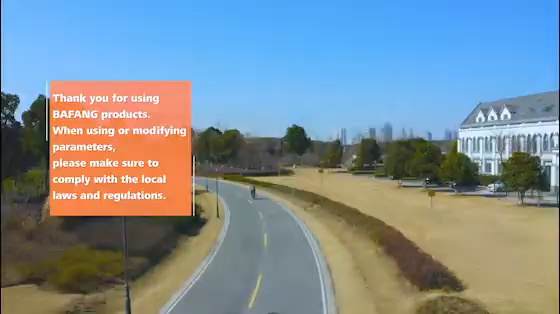 Thank you for using
BAFANG products.
When using or modifying
parameters,
please make sure to
comply with the local
laws and regulations.